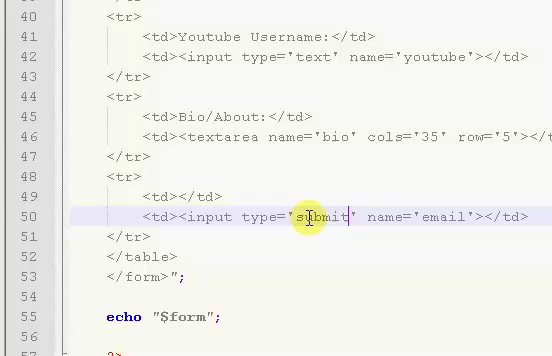 40 <tr>
41 <td>Youtube Username:</td>
42 <td><input type='text' name='youtube'></td>
43 </tr>
44 <tr>
45 <td>Bio/About:</td>
46 <td><textarea name='bio' cols='35' row='5'></t
47 </tr>
48 <tr>
49 <td></td>
50 <td><input type='submit' name='email'></td>
51 </tr>
52 </table>
53 </form>";
54
55 echo "$form";
56
?>